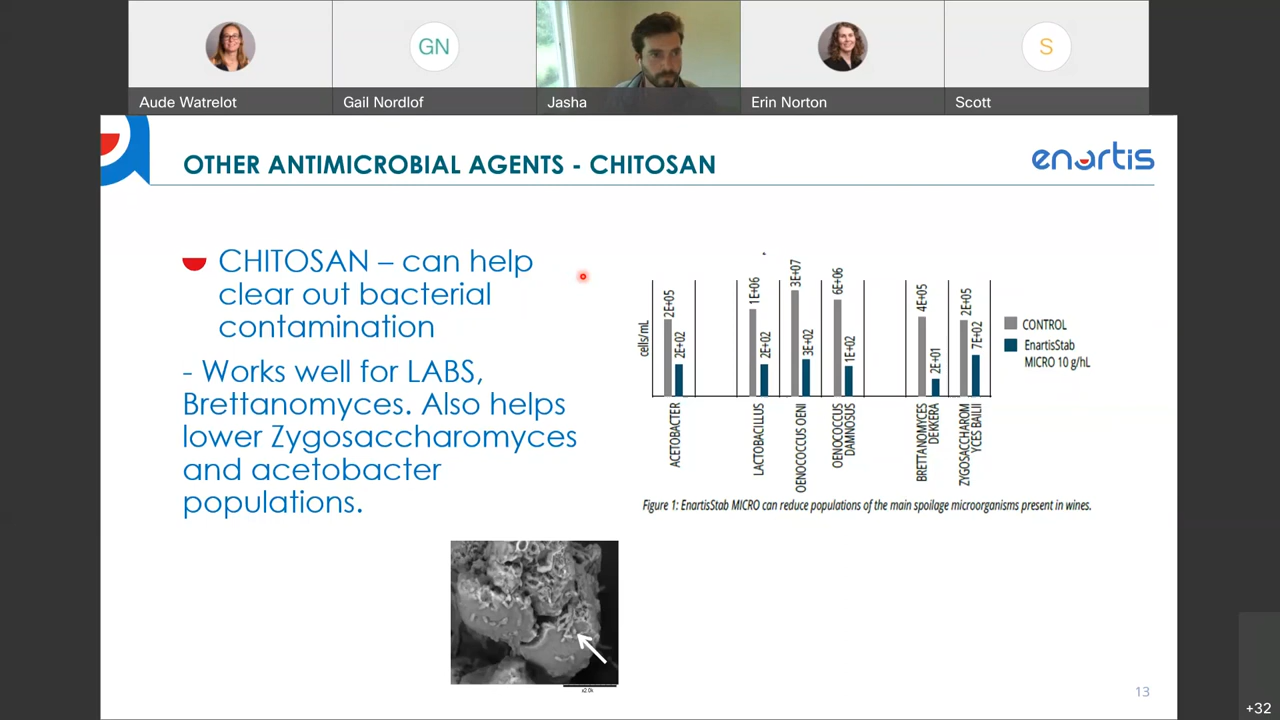 GN
S
Aude Watrelot
Gail Nordlof
Jasha
Erin Norton
Scott
OTHER ANTIMICROBIAL AGENTS - CHITOSAN
enartis
CHITOSAN – can help
clear out bacterial
contamination
- Works well for LABS,
Brettanomyces. Also helps
lower Zygosaccharomyces
and acetobacter
populations.
cells/mL
2E+05
2E+02
1E+06
2E+02
3E+07
3E+02
6E+06
1E+02
4E+05
2E+01
2E+05
7E+02
ACETOBACTER
LACTOBACILLUS
OENOCOCCUS OENI
OENOCOCCUS
DAMNOSUS
BRETTANOMYCES
DEKKERA
ZYGOSACCHAROM
YCES BAILII
CONTROL
EnartisStab
MICRO 10 g/hL
Figure 1: EnartisStab MICRO can reduce populations of the main spoilage microorganisms present in wines.
x2.0k
13
+32